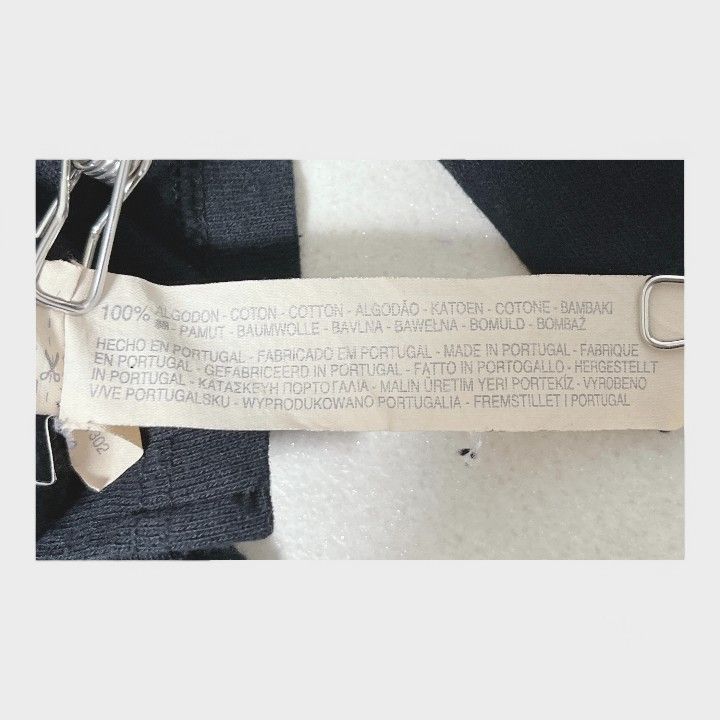 100% ALGODON - COTON - COTTON - ALGODÃO - KATOEN - COTONE - BAMBAKI
綿 - PAMUT - BAUMWOLLE - BAVLNA - BAWEŁNA - BOMULD - BOMBAŽ
HECHO EN PORTUGAL - FABRICADO EM PORTUGAL - MADE IN PORTUGAL - FABRIQUE
EN PORTUGAL - GEFABRICEERD IN PORTUGAL - FATTO IN PORTOGALLO - HERGESTELLT
IN PORTUGAL - ΚΑΤΑΣΚΕΥΗ ΠΟΡΤΟΓΑΛΙΑ - MALIN ÜRETIM YERI PORTEKİZ - VYROBENO
V/VE PORTUGALSKU - WYPRODUKOWANO PORTUGALIA - FREMSTILLET I PORTUGAL
302